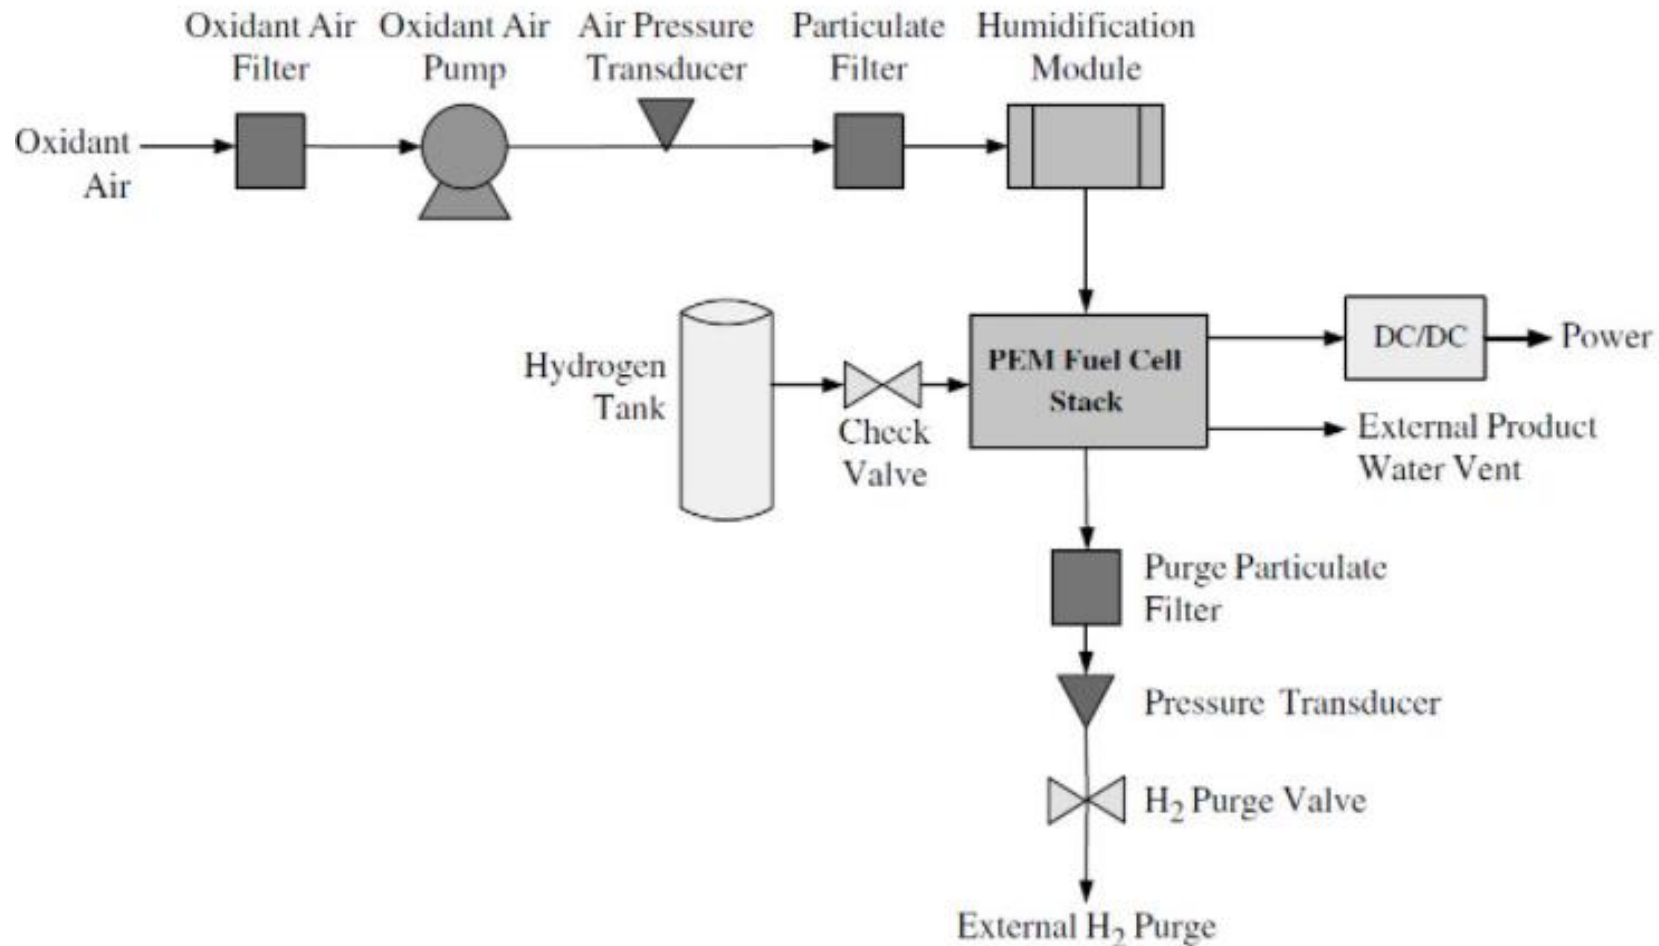 Oxidant Air
Filter
Oxidant Air
Pump
Air Pressure
Transducer
Particulate
Filter
Humidification
Module
Oxidant
Air
Hydrogen
Tank
Check
Valve
PEM Fuel Cell
Stack
DC/DC
Power
External Product
Water Vent
Purge Particulate
Filter
Pressure Transducer
H₂ Purge Valve
External H₂ Purge